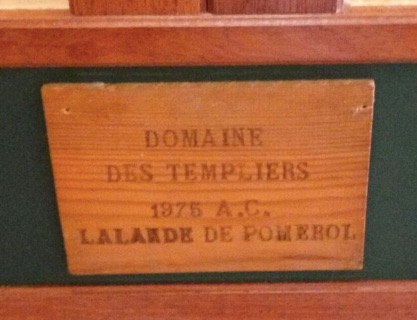 DOMAINE
DES TEMPLIERS
1975 A.C.
LALANDE DE POMEROL